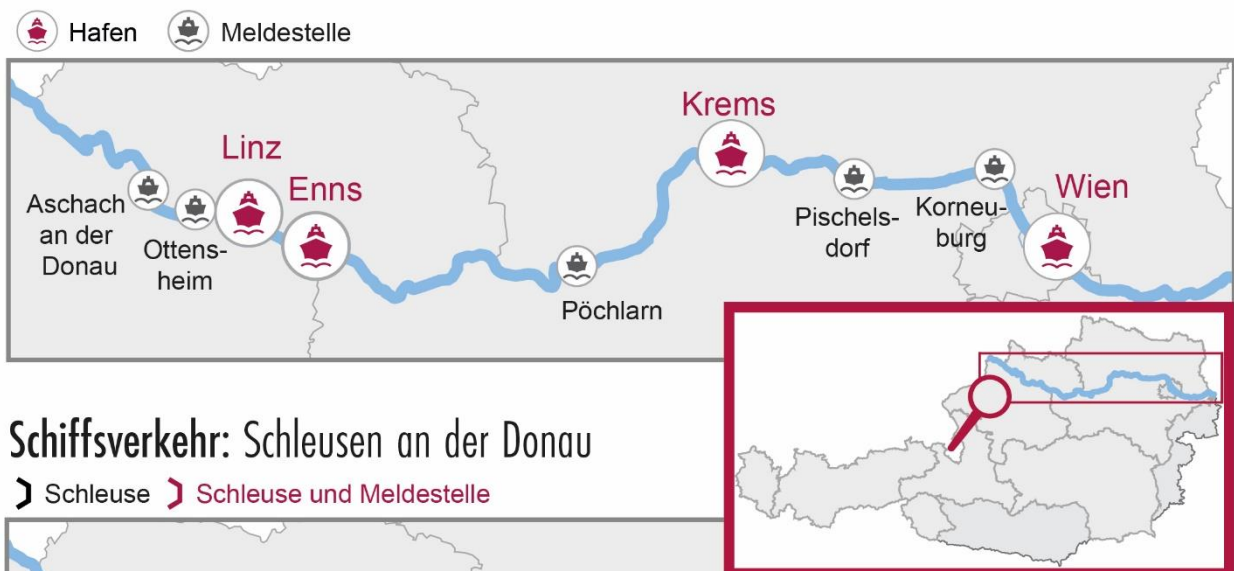 Hafen
Meldestelle
Krems
Linz
Enns
Wien
Aschach
an der
Donau
Ottens-
heim
Pischels-
dorf
Korneu-
burg
Pöchlarn
Schiffsverkehr: Schleusen an der Donau
Schleuse
Schleuse und Meldestelle